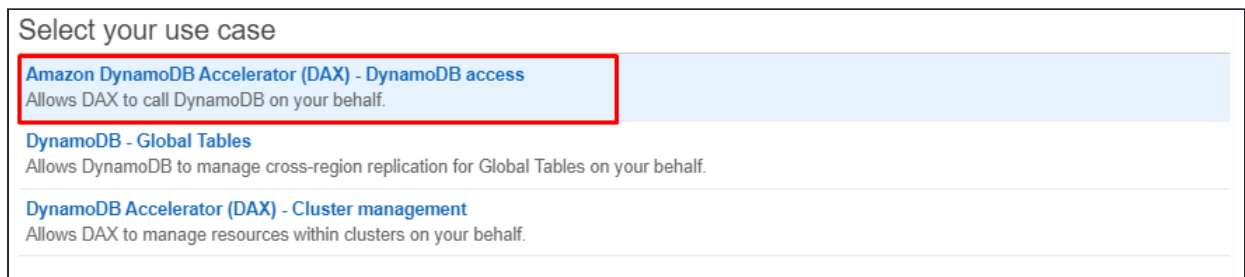 Select your use case
Amazon DynamoDB Accelerator (DAX) - DynamoDB access
Allows DAX to call DynamoDB on your behalf.
DynamoDB - Global Tables
Allows DynamoDB to manage cross-region replication for Global Tables on your behalf.
DynamoDB Accelerator (DAX) - Cluster management
Allows DAX to manage resources within clusters on your behalf.